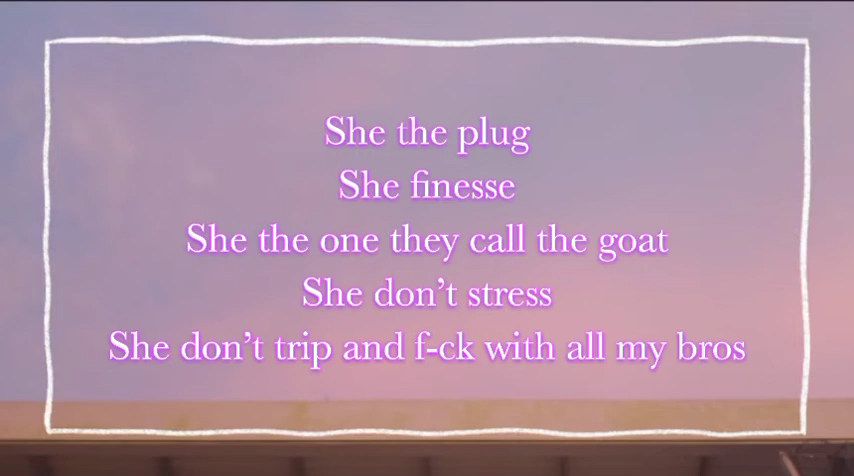 She the plug
She finesse
She the one they call the goat
She don't stress
She don't trip and f-ck with all my bros